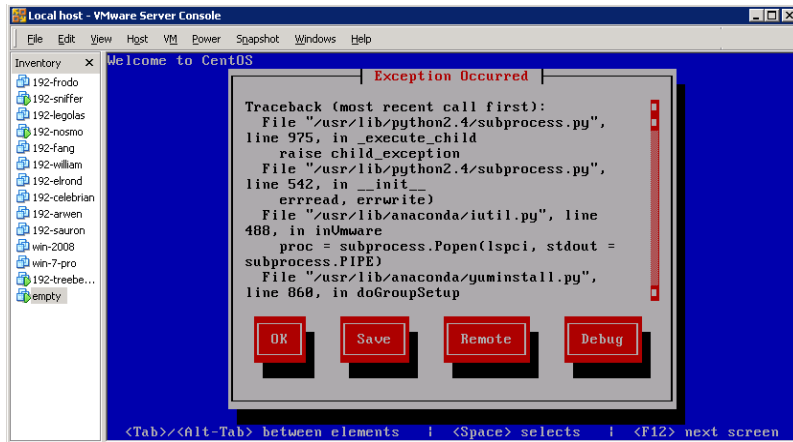 Local host - VMware Server Console
File Edit View Host VM Power Snapshot Windows Help
Inventory x
192-frodo
192-sniffer
192-legolas
192-nosmo
192-fang
192-william
192-elrond
192-celebrian
192-arwen
192-sauron
win-2008
win-7-pro
192-treebe...
empty
Welcome to CentOS
Exception Occurred
Traceback (most recent call first):
File "/usr/lib/python2.4/subprocess.py",
line 975, in _execute_child
raise child_exception
File "/usr/lib/python2.4/subprocess.py",
line 542, in __init__
errread, errwrite)
File "/usr/lib/anaconda/iutil.py", line
488, in inVmware
proc = subprocess.Popen(lspci, stdout =
subprocess.PIPE)
File "/usr/lib/anaconda/yuminstall.py",
line 860, in doGroupSetup
OK Save Remote Debug
<Tab>/<Alt-Tab> between elements | <Space> selects | <F12> next screen